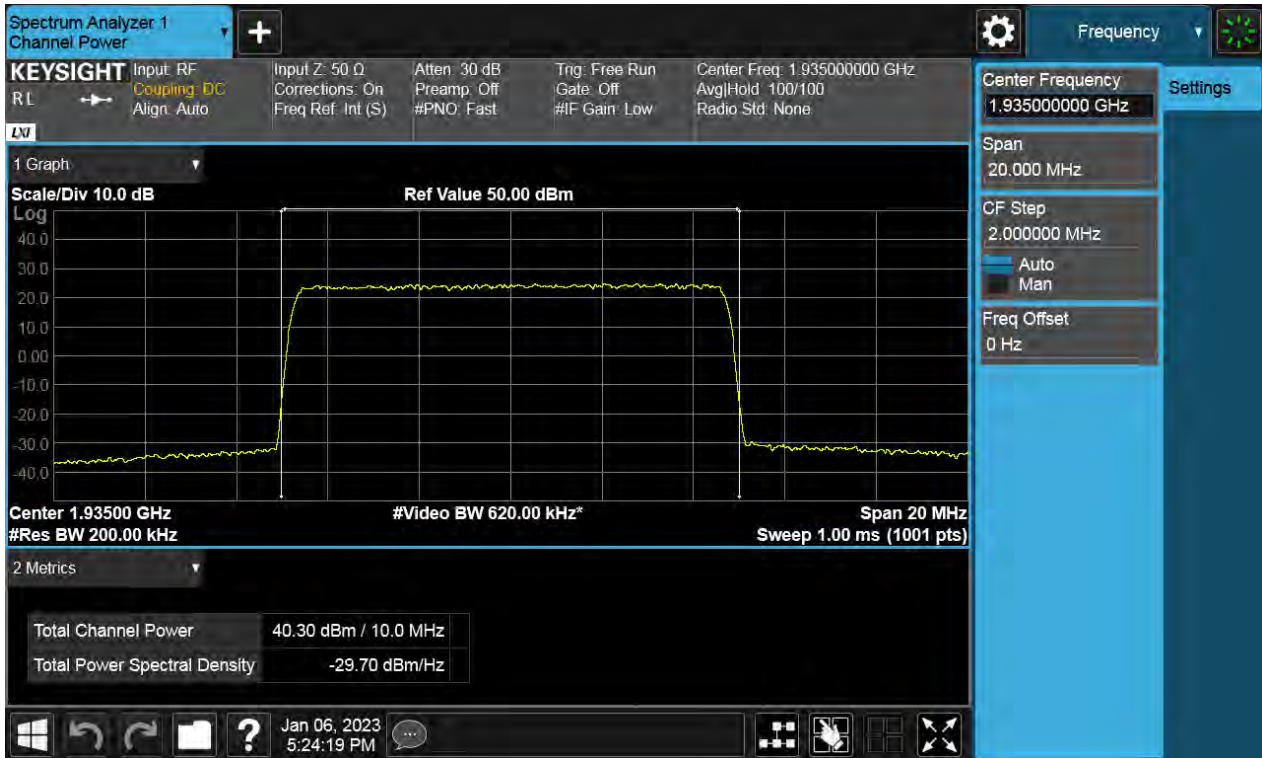 Spectrum Analyzer 1
Channel Power
+
Frequency
KEYSIGHT
RL
LXI
Input: RF
Coupling: DC
Align: Auto
Input Z: 50 Ω
Corrections: On
Freq Ref: Int (S)
Atten: 30 dB
Preamp: Off
#PNO: Fast
Trig: Free Run
Gate: Off
#IF Gain: Low
Center Freq: 1.935000000 GHz
Avg|Hold: 100/100
Radio Std: None
Center Frequency
1.935000000 GHz
Settings
Span
20.000 MHz
CF Step
2.000000 MHz
Auto
Man
Freq Offset
0 Hz
1 Graph
Scale/Div 10.0 dB
Ref Value 50.00 dBm
Log
40.0
30.0
20.0
10.0
0.00
-10.0
-20.0
-30.0
-40.0
Center 1.93500 GHz
#Video BW 620.00 kHz*
Span 20 MHz
#Res BW 200.00 kHz
Sweep 1.00 ms (1001 pts)
2 Metrics
Total Channel Power
40.30 dBm / 10.0 MHz
Total Power Spectral Density
-29.70 dBm/Hz
?
Jan 06, 2023
5:24:19 PM